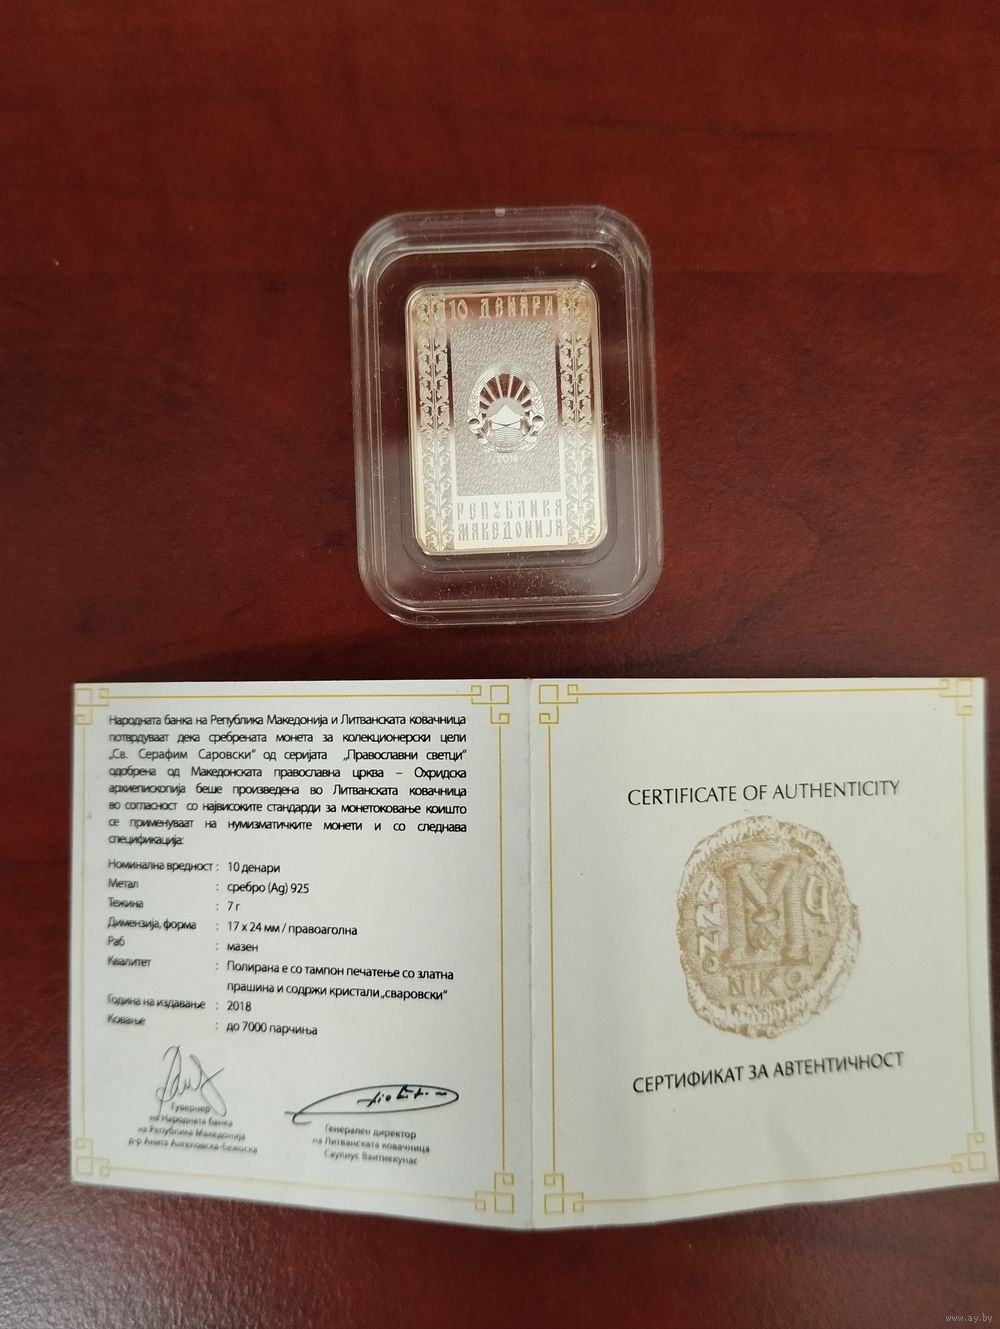 10 ДЕНАРИ
2018
РЕПУБЛИКА
МАКЕДОНИЈА
Народната банка на Република Македонија и Литванската ковачница
потврдуваат дека сребрената монета за колекционерски цели
„Св. Серафим Саровски“ од серијата „Православни светци“
одобрена од Македонската православна црква – Охридска
архиепископија беше произведена во Литванската ковачница
во согласност со највисоките стандарди за монетоковање коишто
се применуваат на нумизматичките монети и со следнава
спецификација:
Номинална вредност : 10 денари
Метал : сребро (Ag) 925
Тежина : 7 г
Димензија, форма : 17 x 24 мм / правоаголна
Раб : мазен
Квалитет : Полирана е со тампон печатење со златна
прашина и содржи кристали „сваровски“
Година на издавање : 2018
Ковање : до 7000 парчиња
Гувернер
на Народната банка
на Република Македонија
д-р Анита Ангеловска-Бежоска
Генерален директор
на Литванската ковачница
Саулиус Ваитиекунас
CERTIFICATE OF AUTHENTICITY
ANNO
M
NIKO
СЕРТИФИКАТ ЗА АВТЕНТИЧНОСТ
www.ay.by